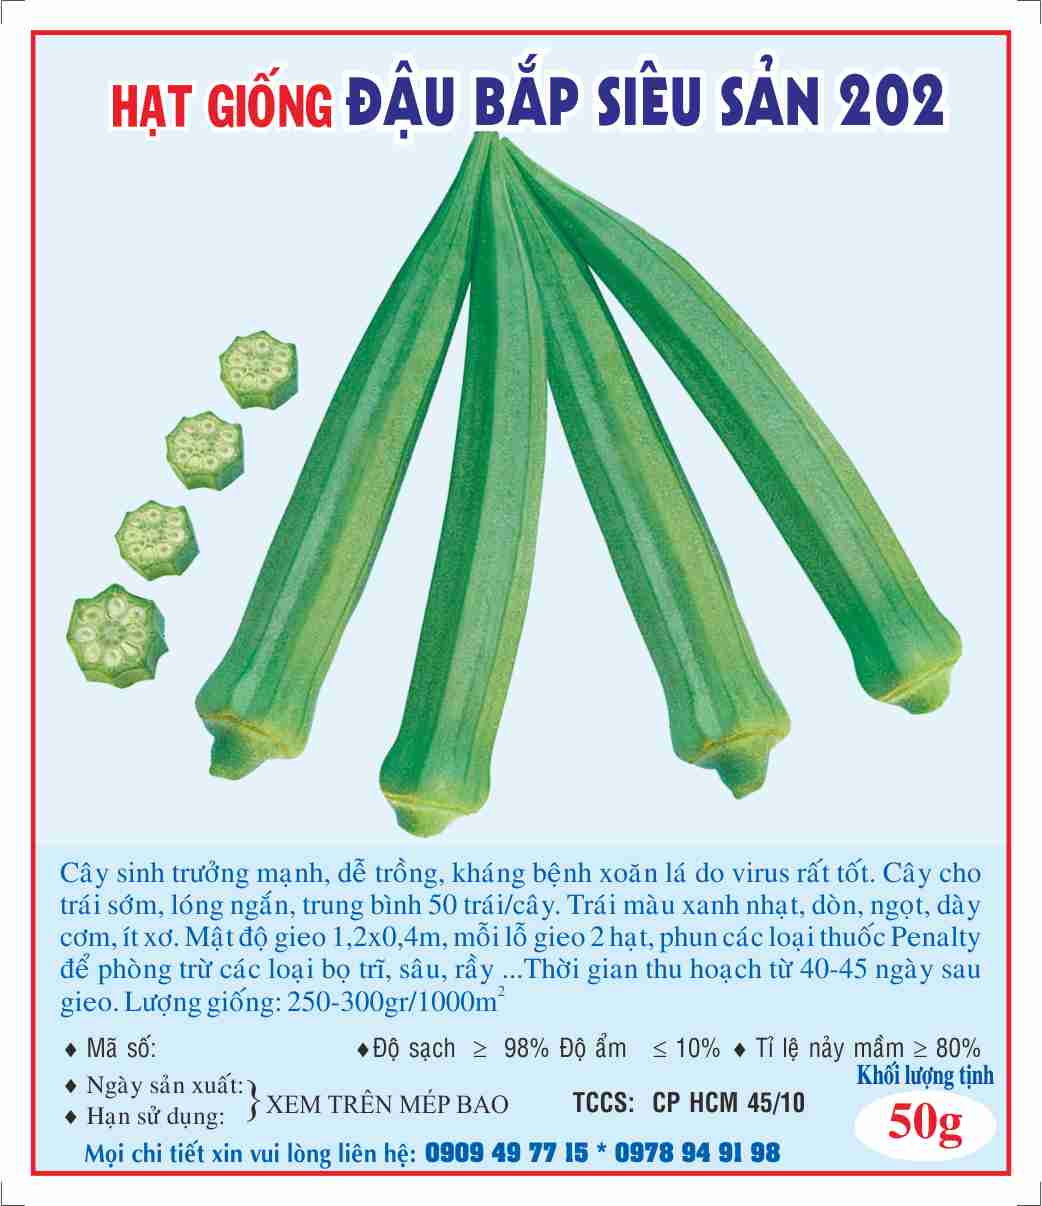 HẠT GIỐNG ĐẬU BẮP SIÊU SẢN 202
Cây sinh trưởng mạnh, dễ trồng, kháng bệnh xoăn lá do virus rất tốt. Cây cho
trái sớm, lóng ngắn, trung bình 50 trái/cây. Trái màu xanh nhạt, dòn, ngọt, dày
cơm, ít xơ. Mật độ gieo 1,2x0,4m, mỗi lỗ gieo 2 hạt, phun các loại thuốc Penalty
để phòng trừ các loại bọ trĩ, sâu, rầy ...Thời gian thu hoạch từ 40-45 ngày sau
gieo. Lượng giống: 250-300gr/1000m²
♦ Mã số: ♦Độ sạch ≥ 98% Độ ẩm ≤ 10% ♦ Tỉ lệ nảy mầm ≥ 80%
♦ Ngày sản xuất:
♦ Hạn sử dụng:
} XEM TRÊN MÉP BAO
TCCS: CP HCM 45/10
Khối lượng tịnh
50g
Mọi chi tiết xin vui lòng liên hệ: 0909 49 77 15 * 0978 94 91 98